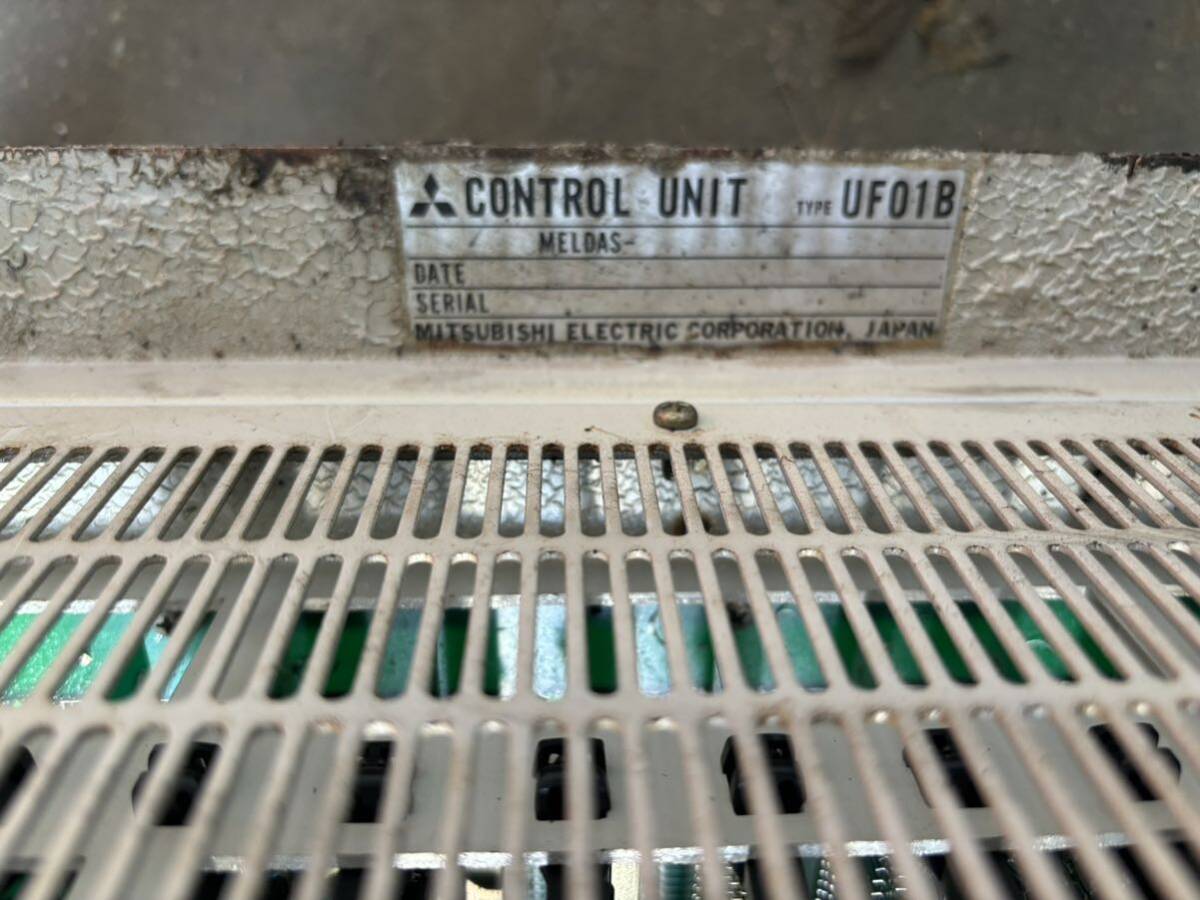 CONTROL UNIT TYPE UF01B
MELDAS-
DATE
SERIAL
MITSUBISHI ELECTRIC CORPORATION, JAPAN